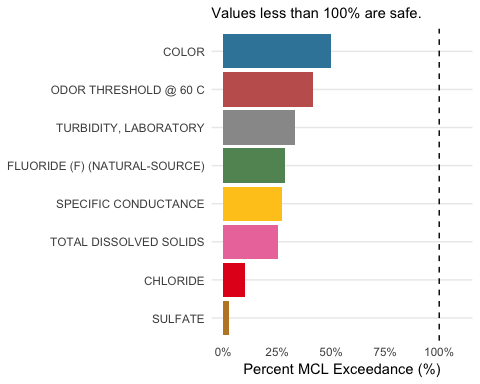 Values less than 100% are safe.
COLOR
ODOR THRESHOLD @ 60 C
TURBIDITY, LABORATORY
FLUORIDE (F) (NATURAL-SOURCE)
SPECIFIC CONDUCTANCE
TOTAL DISSOLVED SOLIDS
CHLORIDE
SULFATE
0% 25% 50% 75% 100%
Percent MCL Exceedance (%)